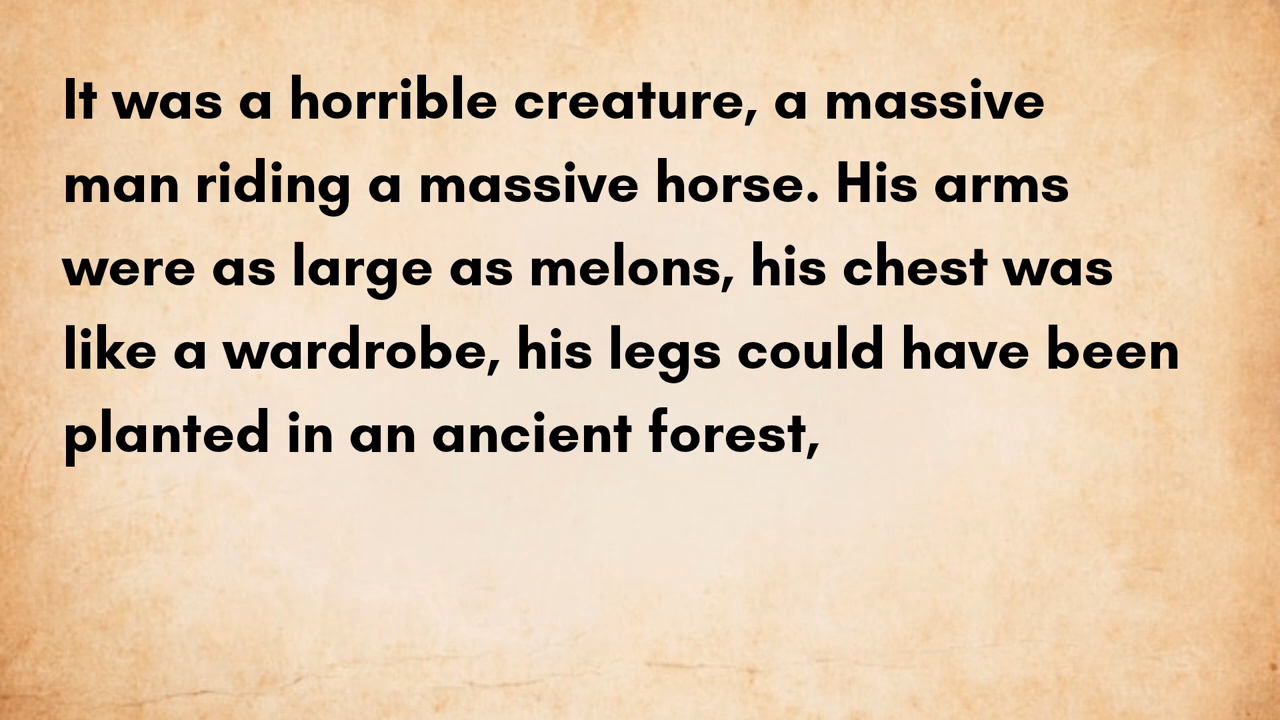 It was a horrible creature, a massive
man riding a massive horse. His arms
were as large as melons, his chest was
like a wardrobe, his legs could have been
planted in an ancient forest,